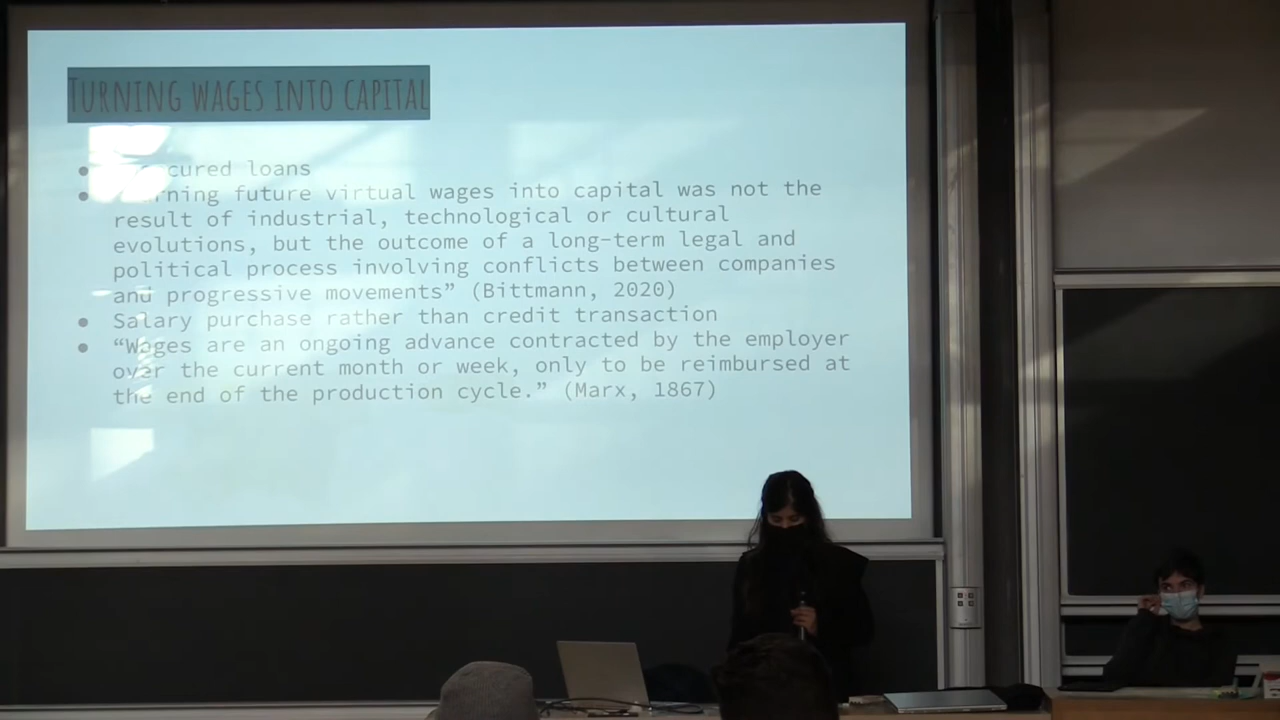 TURNING WAGES INTO CAPITAL
loans
future virtual wages into capital was not the
result of industrial, technological or cultural
evolutions, but the outcome of a long-term legal and
political process involving conflicts between companies
and progressive movements” (Bittmann, 2020)
Salary purchase rather than credit transaction
“Wages are an ongoing advance contracted by the employer
over the current month or week, only to be reimbursed at
the end of the production cycle.” (Marx, 1867)